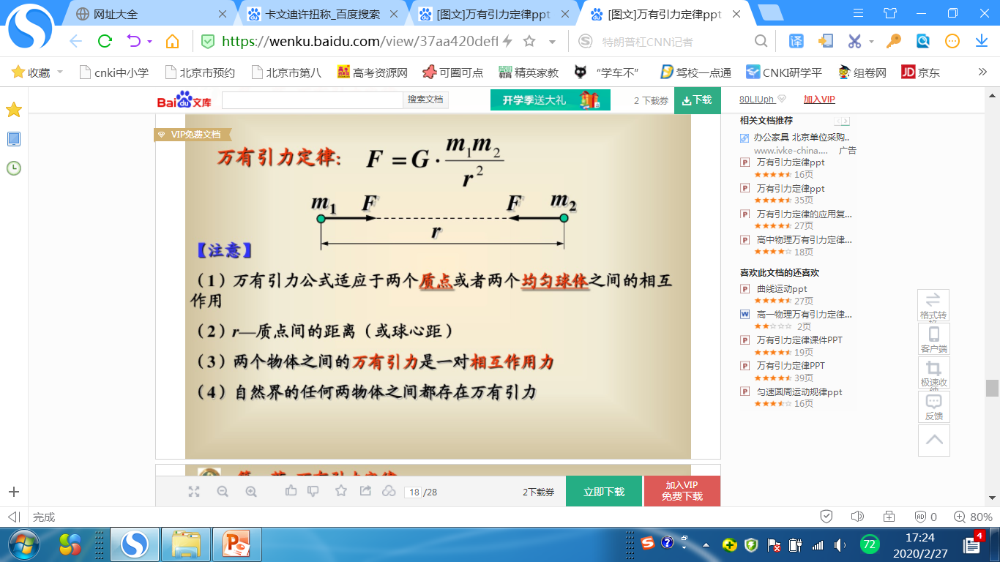 网址大全
卡文迪许扭称_百度搜索
[图文]万有引力定律ppt
[图文]万有引力定律ppt
https://wenku.baidu.com/view/37aa420def
特朗普杠CNN记者
译
收藏
cnki中小学
北京市预约
北京市第八
高考资源网
可圈可点
精英家教
“学车不”
驾校一点通
CNKI研学平
组卷网
JD 京东
Bai du 文库
搜索文档
开学季送大礼
2 下载券
下载
80LIUph
加入VIP
VIP免费文档
万有引力定律:
F = G · m₁m₂ / r²
m₁ F F m₂
r
【注意】
（1）万有引力公式适应于两个质点或者两个均匀球体之间的相互
作用
（2）r—质点间的距离（或球心距）
（3）两个物体之间的万有引力是一对相互作用力
（4）自然界的任何两物体之间都存在万有引力
相关文档推荐
办公家具 北京单位采购..
www.ivke-china.... 广告
万有引力定律ppt
16页
万有引力定律ppt
35页
万有引力定律的应用复...
27页
高中物理万有引力定律...
18页
喜欢此文档的还喜欢
曲线运动ppt
27页
高一物理万有引力定律...
2页
万有引力定律课件PPT
19页
万有引力定律PPT
39页
匀速圆周运动规律ppt
16页
格式转
客户端
极速收
反馈
18 /28
2下载券
立即下载
加入VIP
免费下载
完成
AD 0
80%
72
17:24
2020/2/27
4